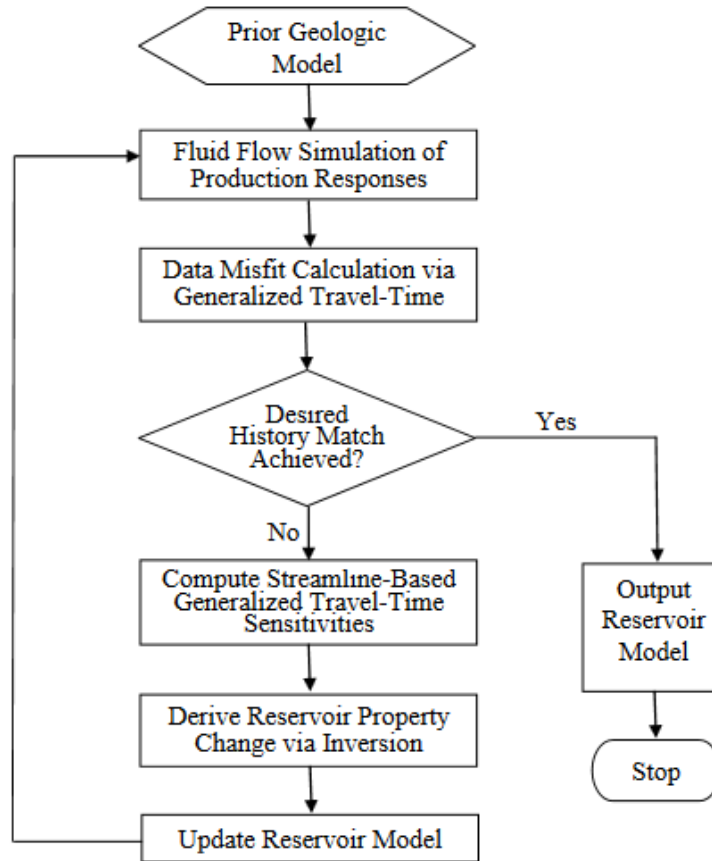 Prior Geologic
Model
Fluid Flow Simulation of
Production Responses
Data Misfit Calculation via
Generalized Travel-Time
Desired
History Match
Achieved?
Yes
No
Compute Streamline-Based
Generalized Travel-Time
Sensitivities
Output
Reservoir
Model
Derive Reservoir Property
Change via Inversion
Stop
Update Reservoir Model